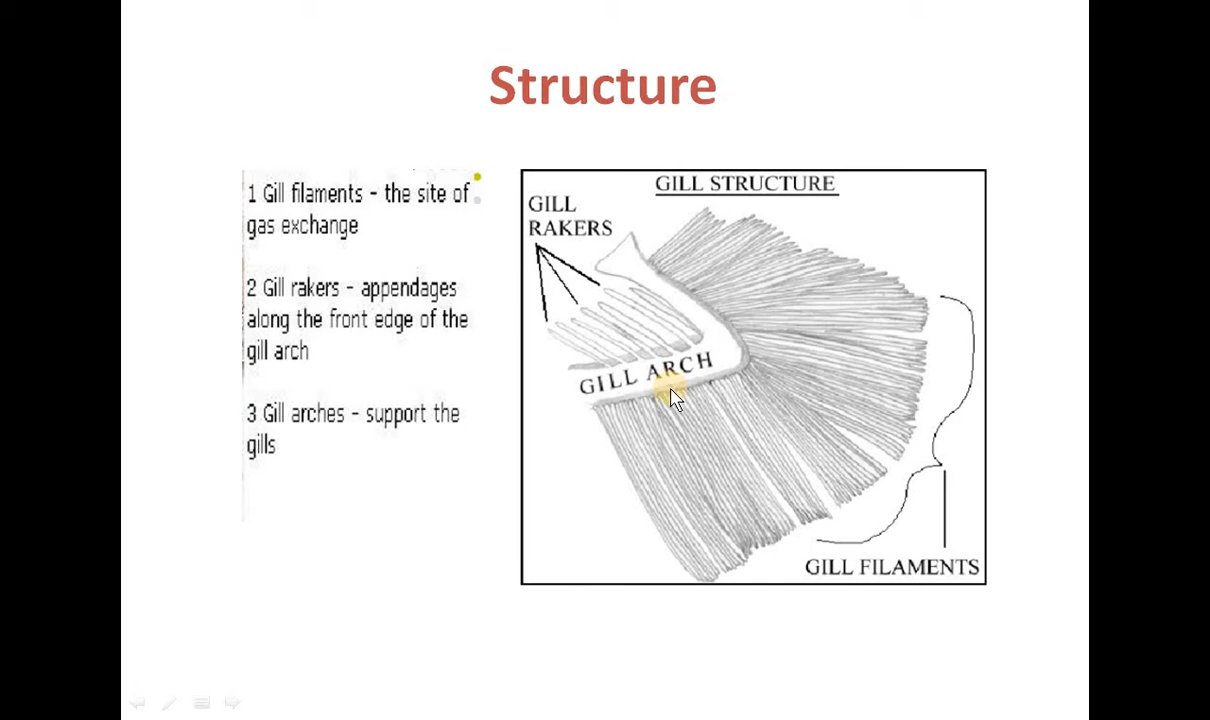 Structure
1 Gill filaments - the site of
gas exchange
2 Gill rakers - appendages
along the front edge of the
gill arch
3 Gill arches - support the
gills
GILL STRUCTURE
GILL
RAKERS
GILL ARCH
GILL FILAMENTS